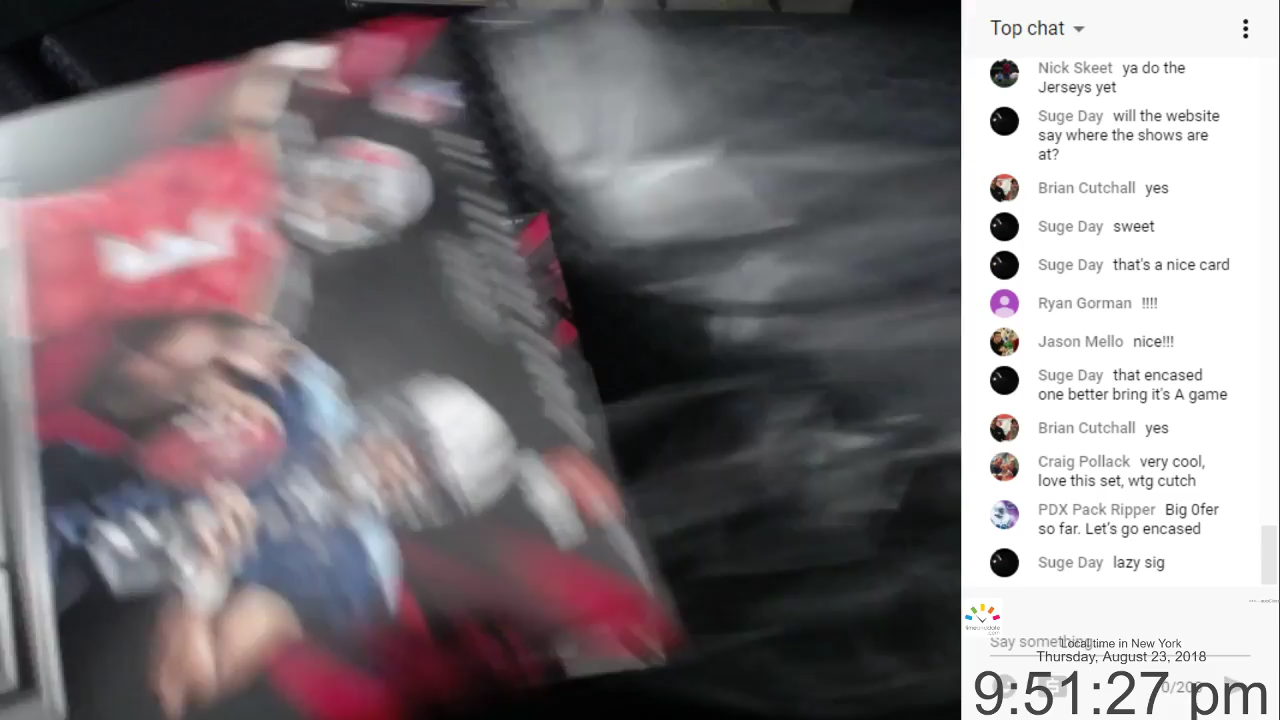 Top chat
Nick Skeet ya do the
Jerseys yet
Suge Day will the website
say where the shows are
at?
Brian Cutchall yes
Suge Day sweet
Suge Day that's a nice card
Ryan Gorman !!!!
Jason Mello nice!!!
Suge Day that encased
one better bring it's A game
Brian Cutchall yes
Craig Pollack very cool,
love this set, wtg cutch
PDX Pack Ripper Big 0fer
so far. Let's go encased
Suge Day lazy sig
Say something...
Local time in New York
Thursday, August 23, 2018
0/200
9:51:27 pm